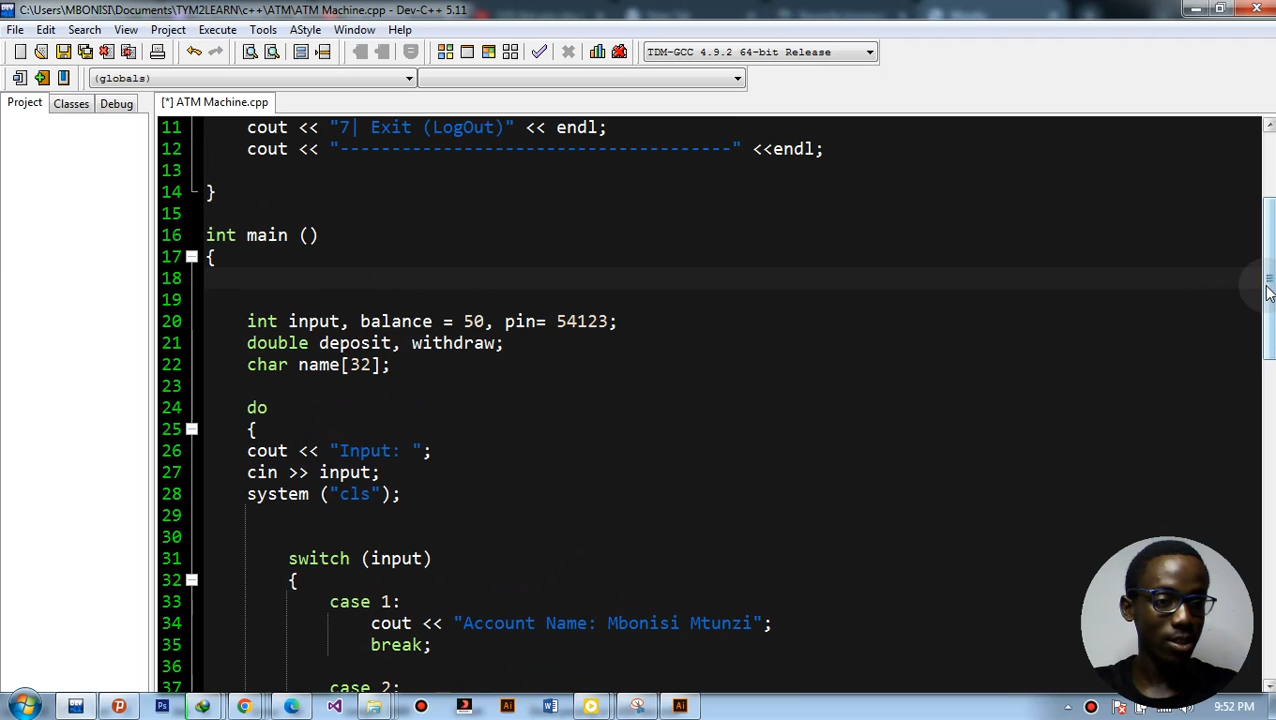 C:\Users\MBONISI\Documents\TYM2LEARN\c++\ATM\ATM Machine.cpp - Dev-C++ 5.11
File Edit Search View Project Execute Tools AStyle Window Help
TDM-GCC 4.9.2 64-bit Release
(globals)
Project Classes Debug [*] ATM Machine.cpp
11 cout << "7| Exit (LogOut)" << endl;
12 cout << "--------------------------------------" <<endl;
13
14 }
15
16 int main ()
17 {
18
19
20 int input, balance = 50, pin= 54123;
21 double deposit, withdraw;
22 char name[32];
23
24 do
25 {
26 cout << "Input: ";
27 cin >> input;
28 system ("cls");
29
30
31 switch (input)
32 {
33 case 1:
34 cout << "Account Name: Mbonisi Mtunzi";
35 break;
36
37 case 2:
DEV Ps Ai W Ai 9:52 PM